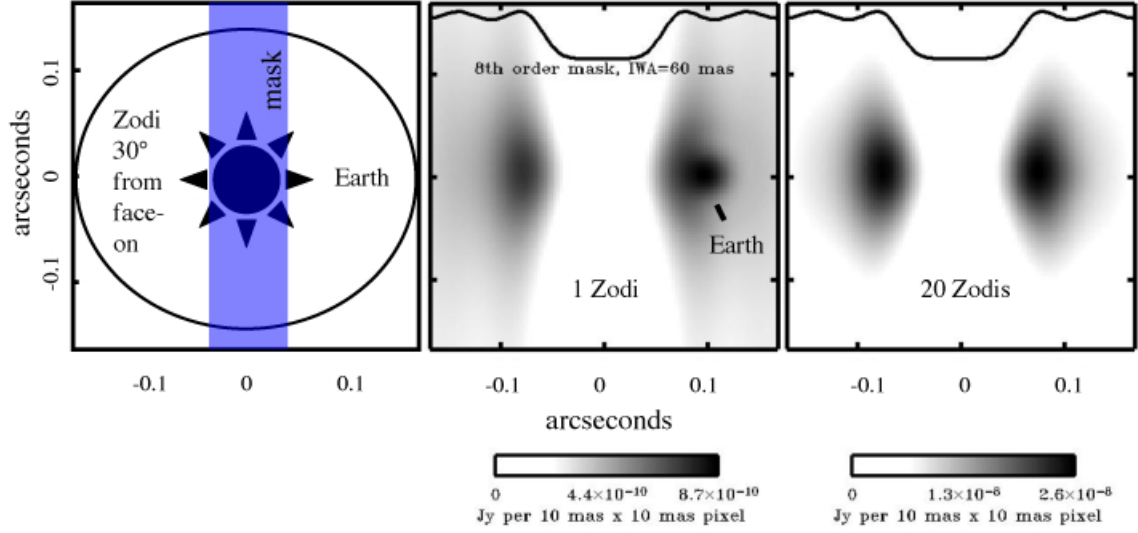 arcseconds
0.1
0
-0.1
Zodi
30°
from
face-
on
mask
Earth
-0.1
0
0.1
8th order mask, IWA=60 mas
Earth
1 Zodi
-0.1
0
0.1
20 Zodis
-0.1
0
0.1
arcseconds
0
4.4×10⁻¹⁰
8.7×10⁻¹⁰
Jy per 10 mas x 10 mas pixel
0
1.3×10⁻⁸
2.6×10⁻⁸
Jy per 10 mas x 10 mas pixel